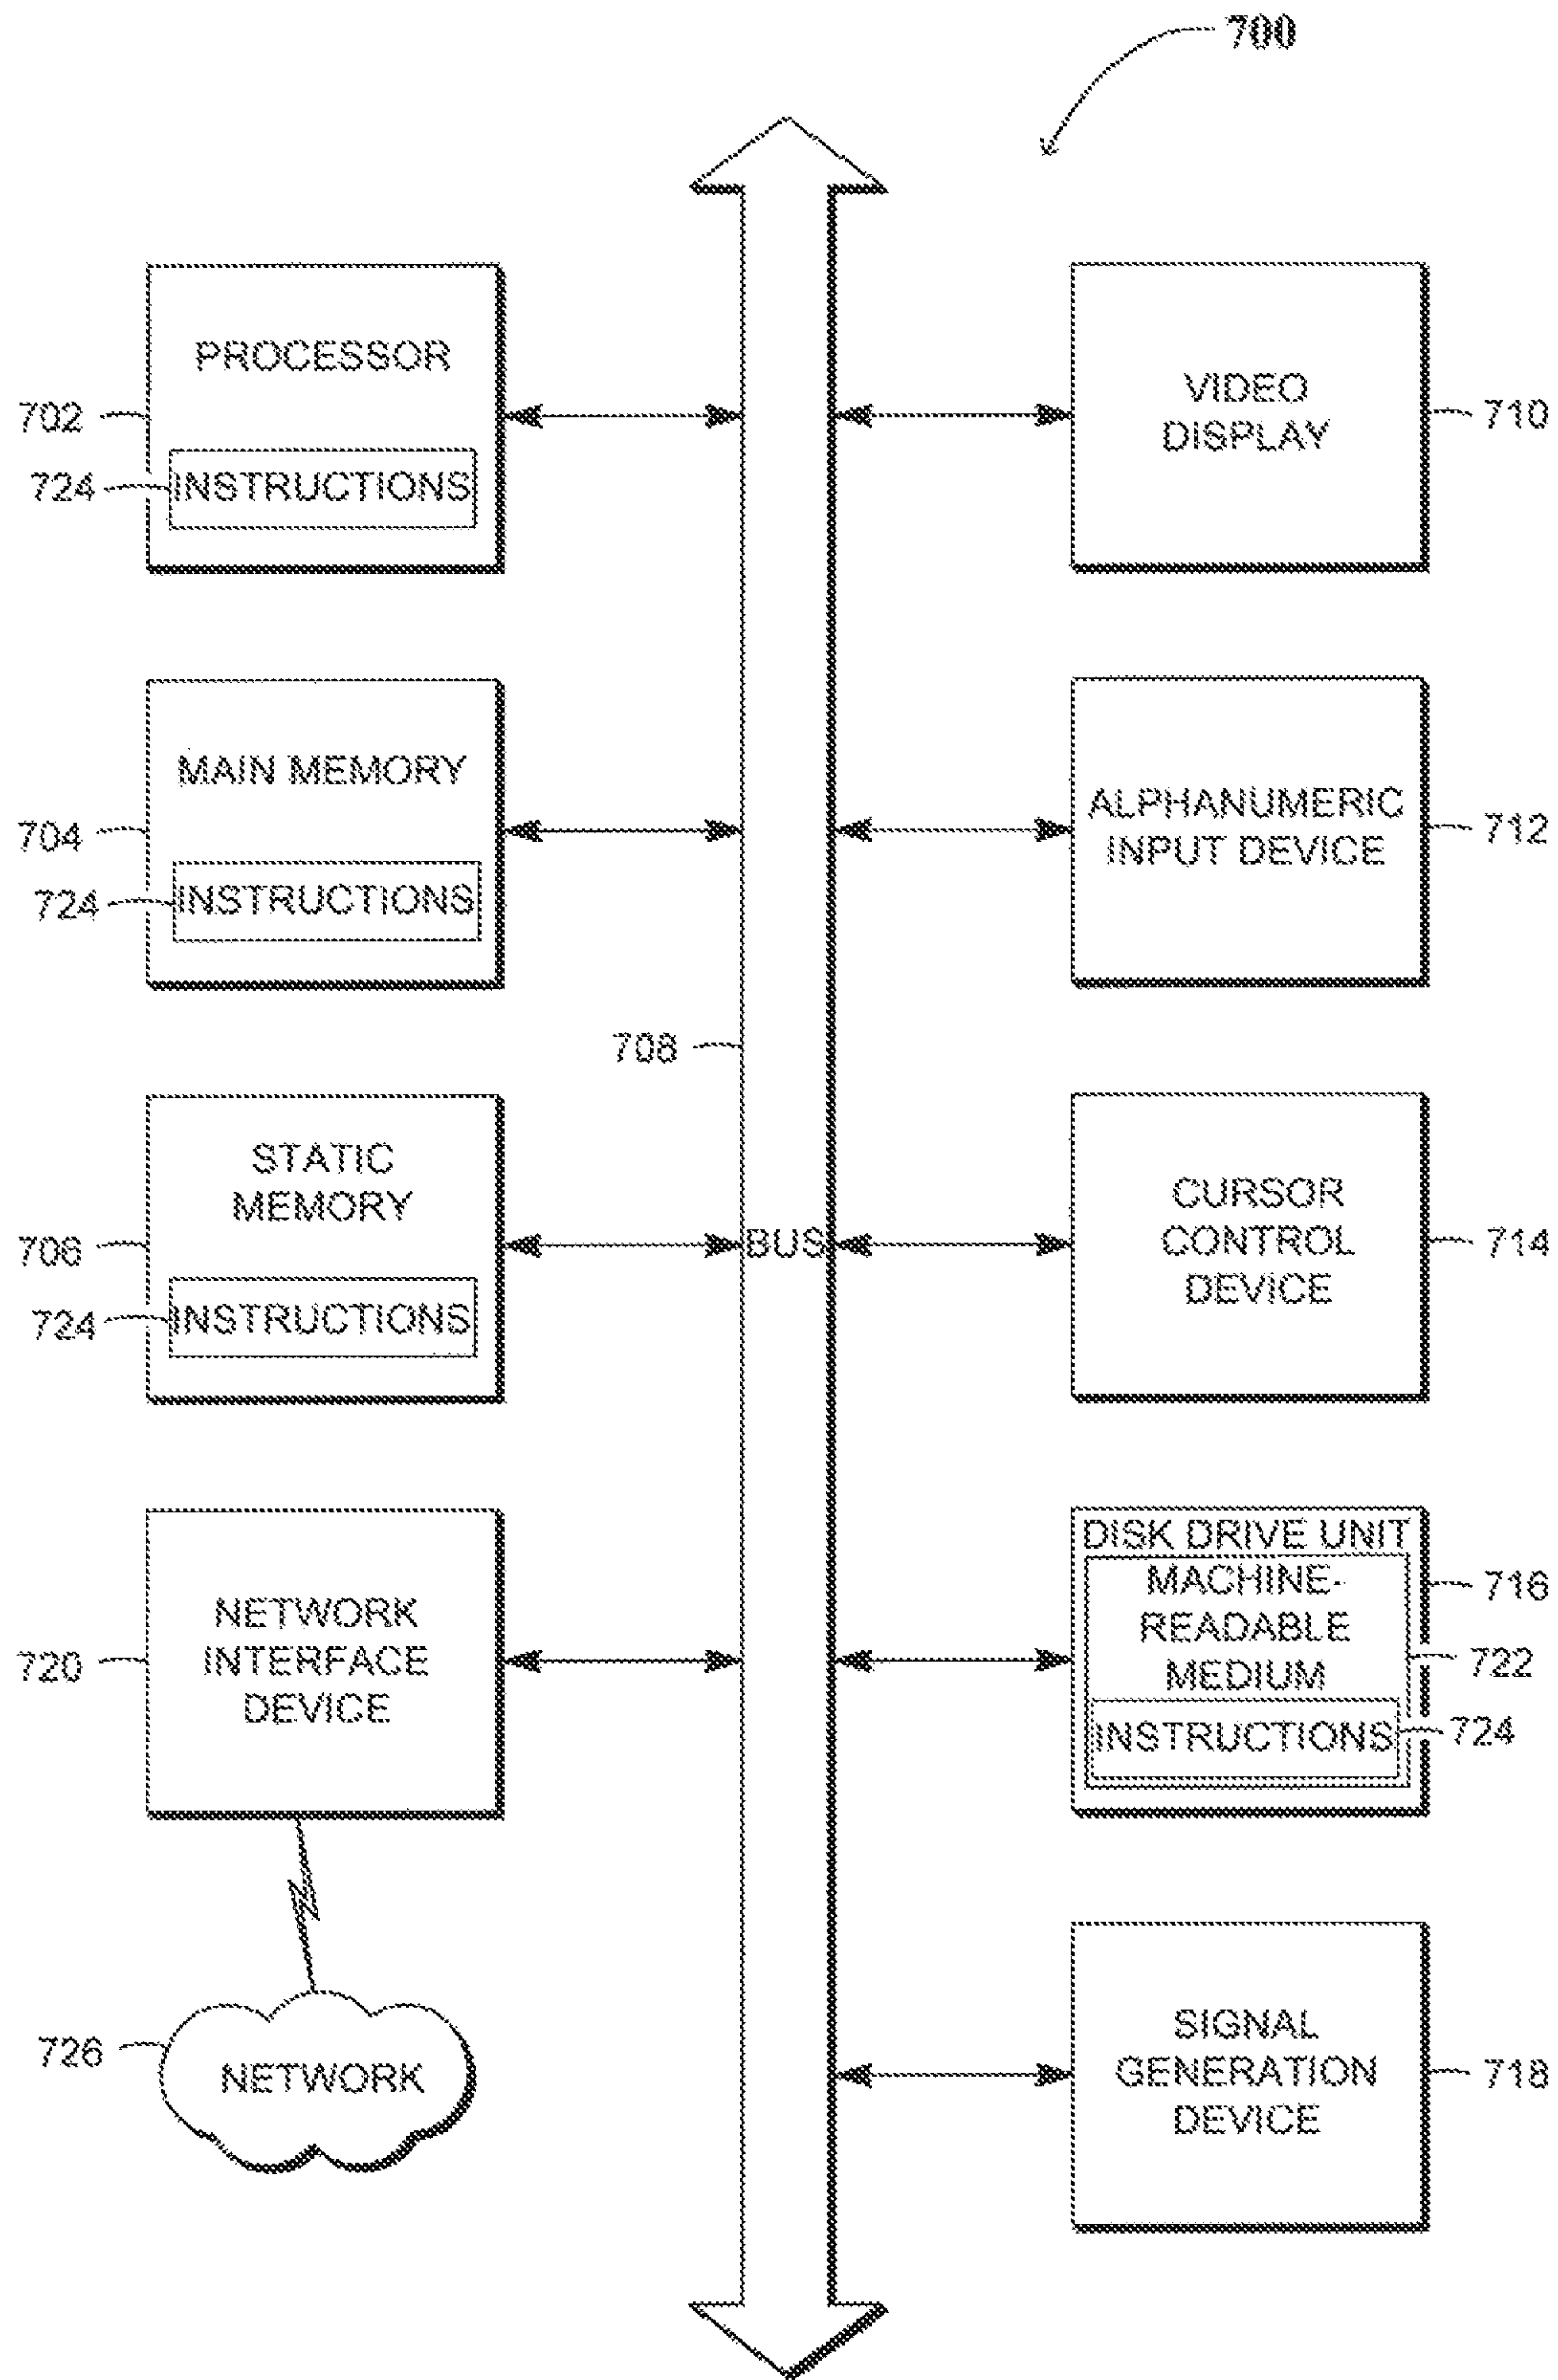 700
PROCESSOR
702
724
INSTRUCTIONS
MAIN MEMORY
704
724
INSTRUCTIONS
708
STATIC
MEMORY
706
724
INSTRUCTIONS
BUS
NETWORK
INTERFACE
DEVICE
720
726
NETWORK
VIDEO
DISPLAY
710
ALPHANUMERIC
INPUT DEVICE
712
CURSOR
CONTROL
DEVICE
714
DISK DRIVE UNIT
MACHINE-
READABLE
MEDIUM
716
722
INSTRUCTIONS
724
SIGNAL
GENERATION
DEVICE
718